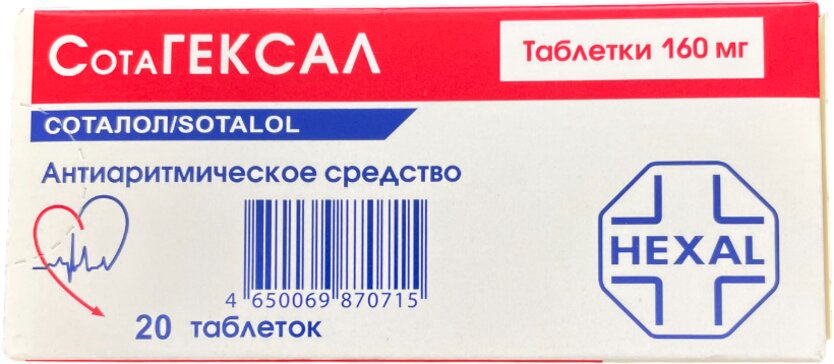 СотаГЕКСАЛ
Таблетки 160 мг
СОТАЛОЛ/SOTALOL
Антиаритмическое средство
HEXAL
4 650069 870715
20 таблеток